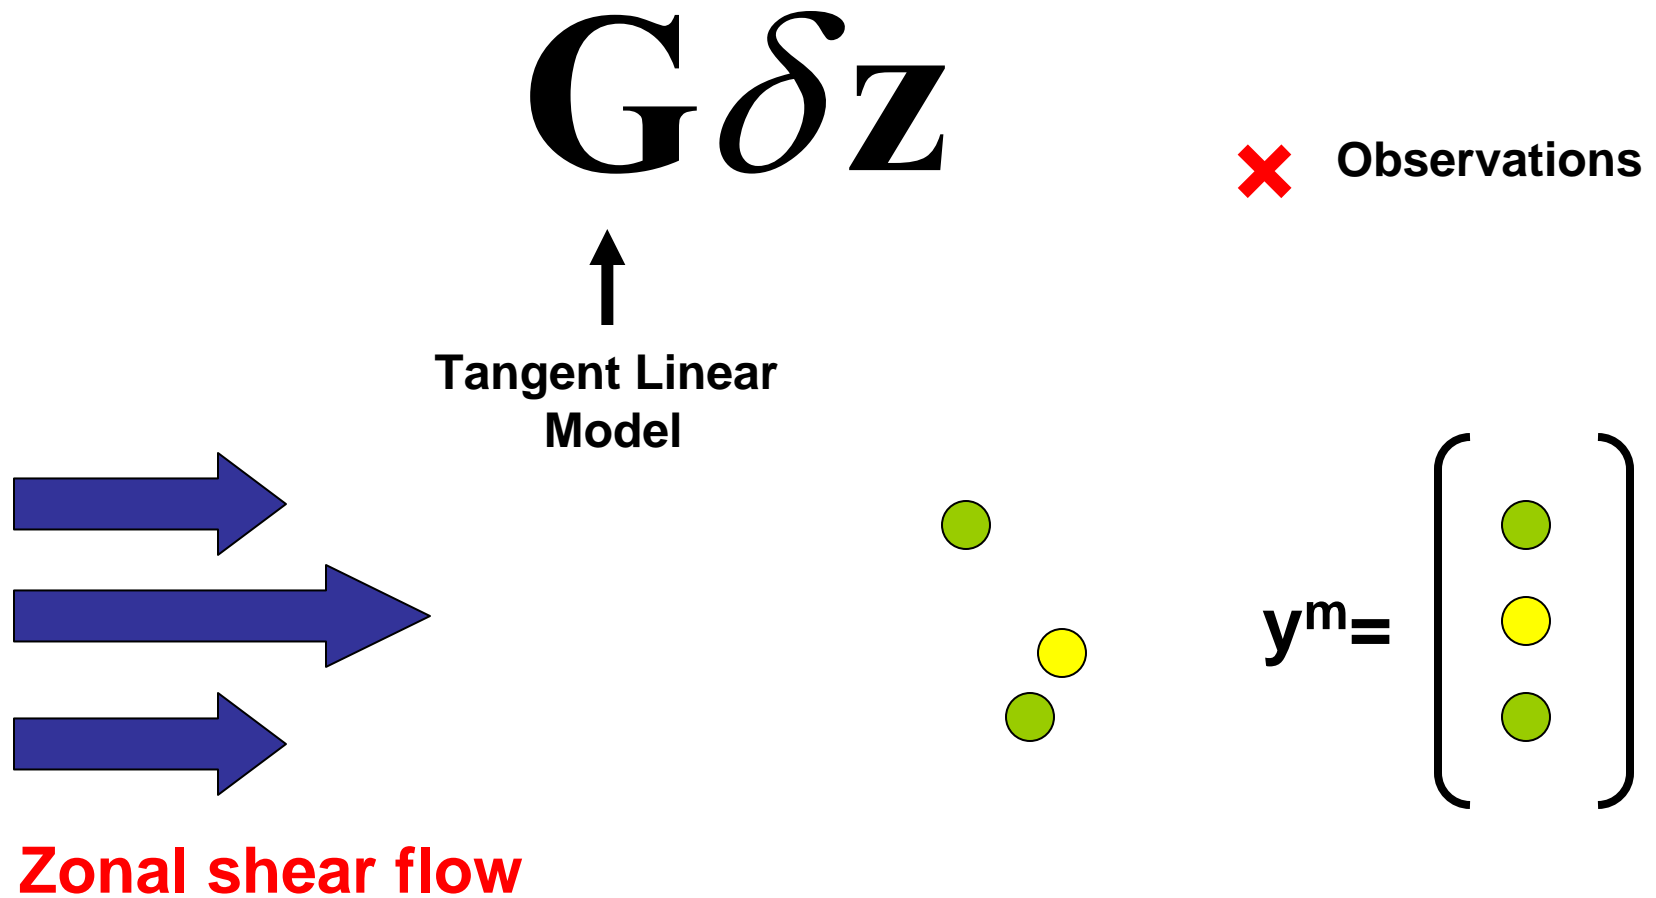 Gδz
Observations
Tangent Linear
Model
yᵐ=
Zonal shear flow